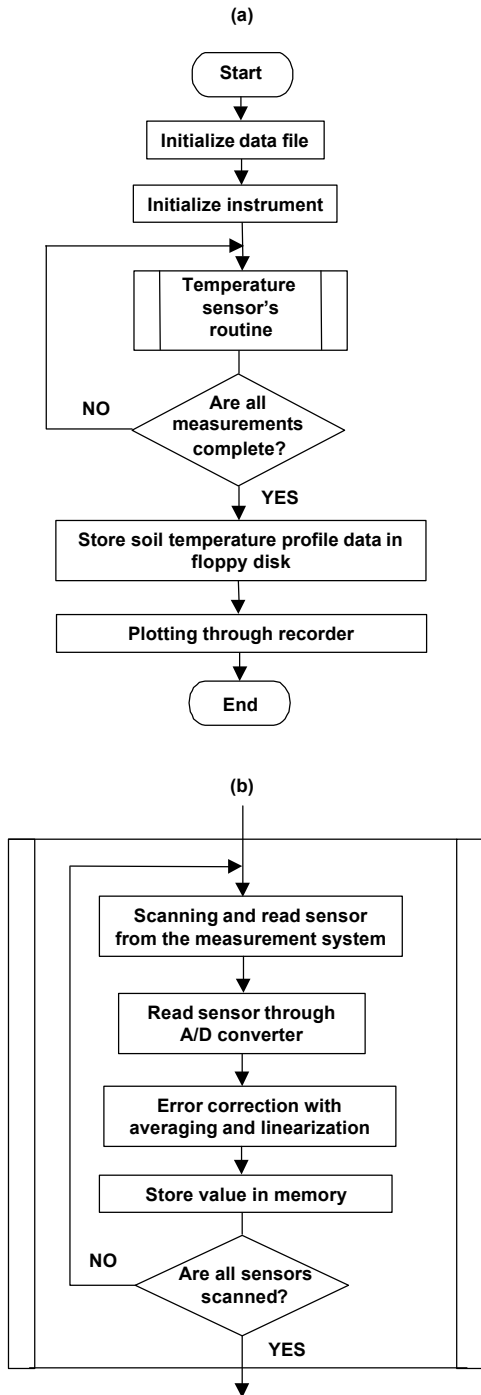 (a)
Start
Initialize data file
Initialize instrument
Temperature
sensor's
routine
NO
Are all
measurements
complete?
YES
Store soil temperature profile data in
floppy disk
Plotting through recorder
End
(b)
Scanning and read sensor
from the measurement system
Read sensor through
A/D converter
Error correction with
averaging and linearization
Store value in memory
NO
Are all sensors
scanned?
YES